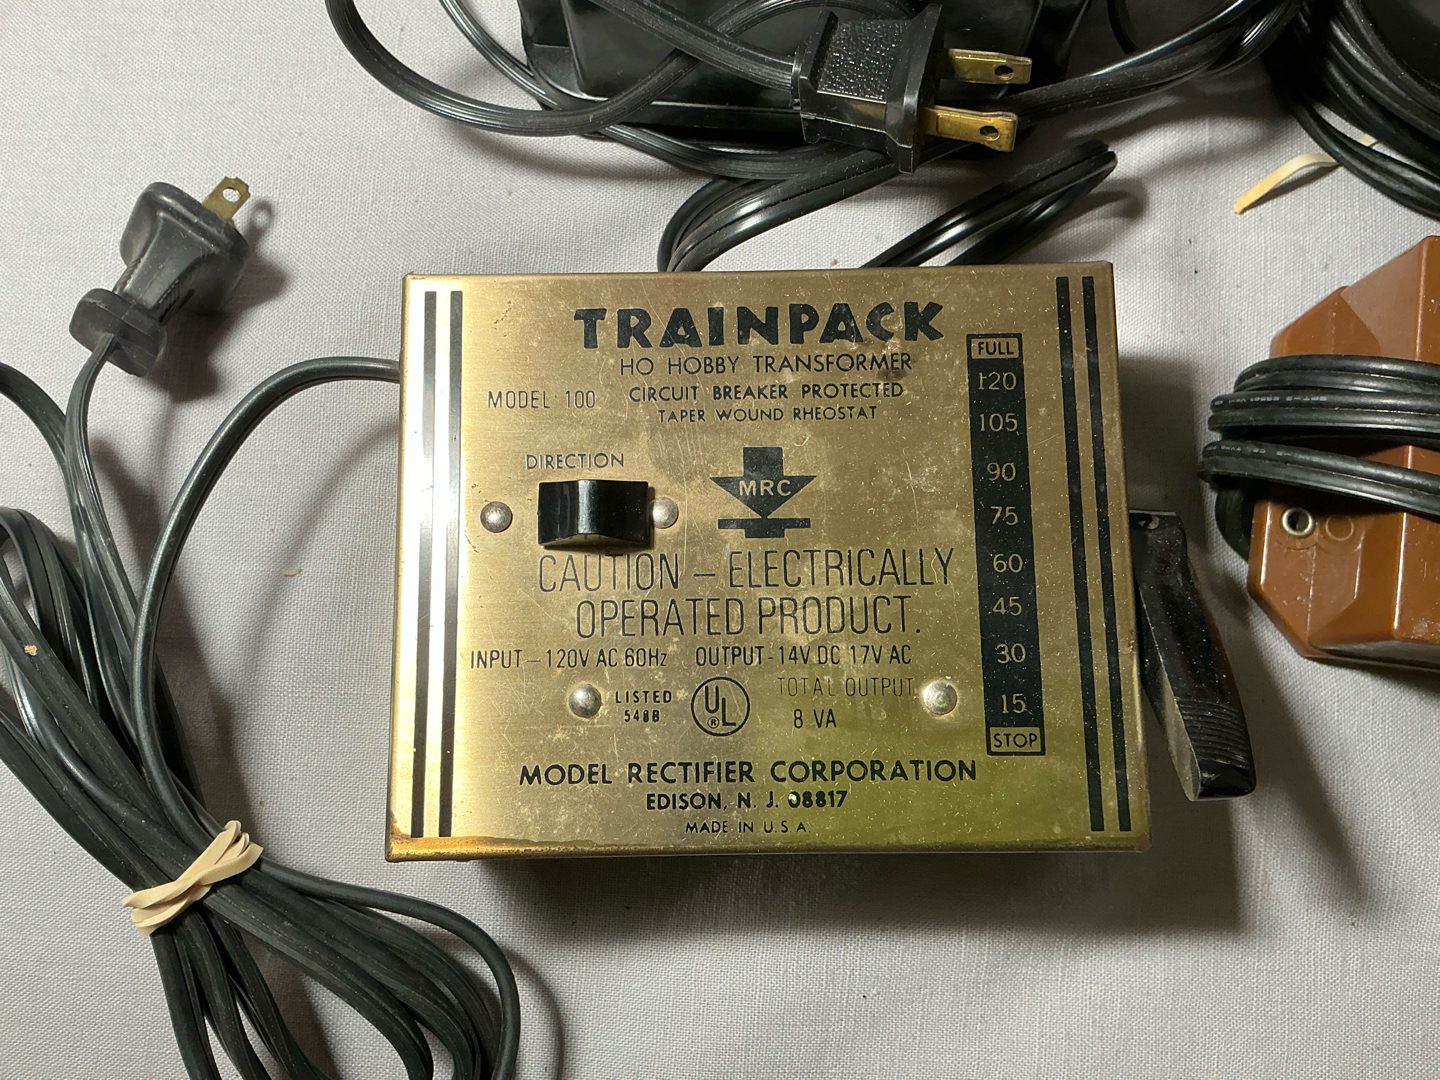 TRAINPACK
HO HOBBY TRANSFORMER
MODEL 100 CIRCUIT BREAKER PROTECTED
TAPER WOUND RHEOSTAT
DIRECTION
MRC
CAUTION – ELECTRICALLY
OPERATED PRODUCT.
INPUT – 120V AC 60Hz OUTPUT - 14V DC 17V AC
LISTED
548B
UL
®
TOTAL OUTPUT
8 VA
MODEL RECTIFIER CORPORATION
EDISON, N. J. 08817
MADE IN U.S.A
FULL
120
105
90
75
60
45
30
15
STOP